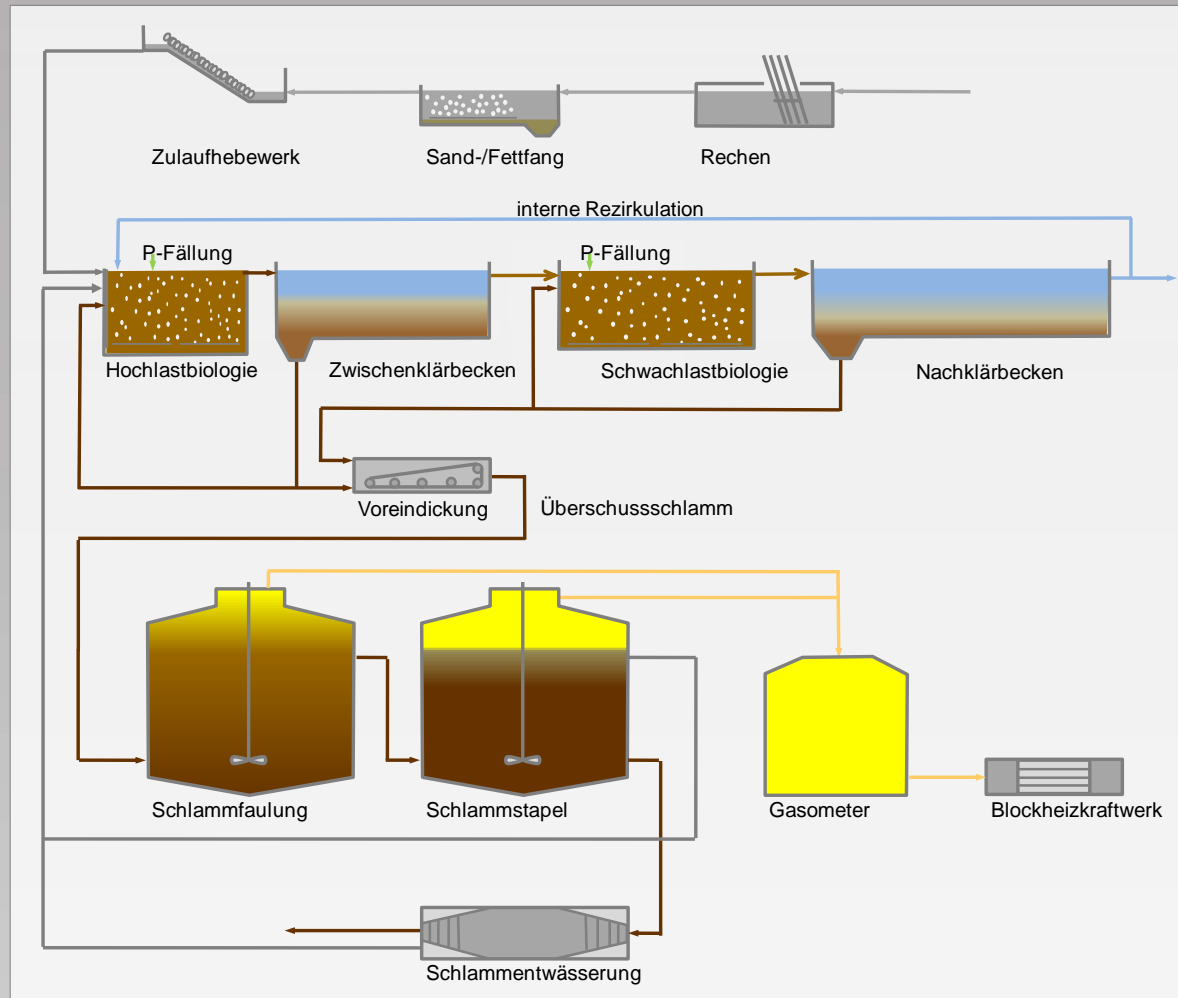 Zulaufhebewerk
Sand-/Fettfang
Rechen
interne Rezirkulation
P-Fällung
P-Fällung
Hochlastbiologie
Zwischenklärbecken
Schwachlastbiologie
Nachklärbecken
Voreindickung
Überschussschlamm
Schlammfaulung
Schlammstapel
Gasometer
Blockheizkraftwerk
Schlammentwässerung